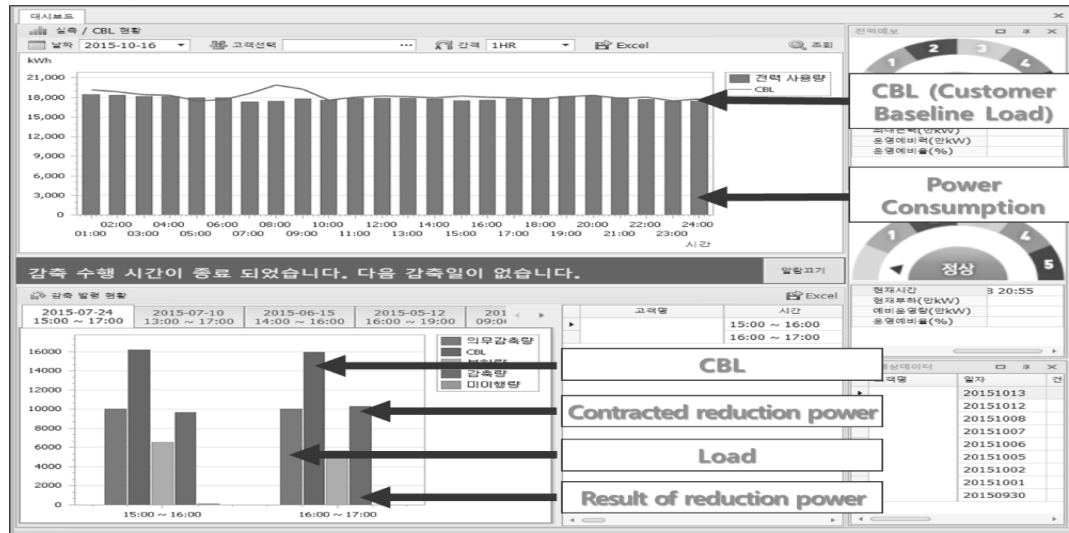 대시보드
실측 / CBL 현황
날짜 2015-10-16 고객선택 ... 간격 1HR Excel 조회
kWh
21,000
18,000
15,000
12,000
9,000
6,000
3,000
0
02:00 04:00 06:00 08:00 10:00 12:00 14:00 16:00 18:00 20:00 22:00 24:00
01:00 03:00 05:00 07:00 09:00 11:00 13:00 15:00 17:00 19:00 21:00 23:00
시간
전력 사용량
CBL
전력예보
1 2 3 4
CBL (Customer
Baseline Load)
운영예비력(만kW)
운영예비율(%)
Power
Consumption
1 4 5
정상
현재시간 8 20:55
현재부하(만kW)
예비운영량(만kW)
운영예비율(%)
감축 수행 시간이 종료 되었습니다. 다음 감축일이 없습니다.
알람끄기
감축 발령 현황
Excel
2015-07-24
15:00 ~ 17:00
2015-07-10
13:00 ~ 17:00
2015-06-15
14:00 ~ 16:00
2015-05-12
16:00 ~ 19:00
201
09:0
16000
14000
12000
10000
8000
6000
4000
2000
0
15:00 ~ 16:00 16:00 ~ 17:00
의무감축량
CBL
감축량
미이행량
고객명 시간
15:00 ~ 16:00
16:00 ~ 17:00
CBL
Contracted reduction power
Load
Result of reduction power
고객명 일자
20151013
20151012
20151008
20151007
20151006
20151005
20151002
20151001
20150930